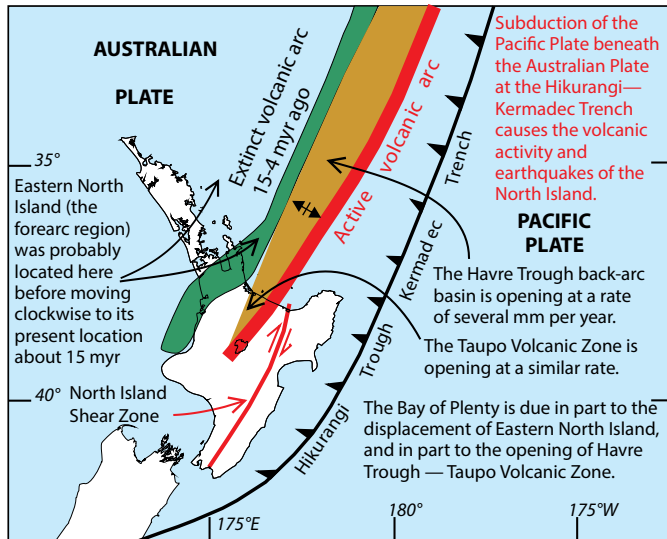 AUSTRALIAN
PLATE
Extinct volcanic arc
15-4 myr ago
Active volcanic arc
Subduction of the
Pacific Plate beneath
the Australian Plate
at the Hikurangi—
Kermadec Trench
causes the volcanic
activity and
earthquakes of the
North Island.
PACIFIC
PLATE
35°
Eastern North
Island (the
forearc region)
was probably
located here
before moving
clockwise to its
present location
about 15 myr
Kermad ec Trench
The Havre Trough back-arc
basin is opening at a rate
of several mm per year.
The Taupo Volcanic Zone is
opening at a similar rate.
40°
North Island
Shear Zone
Hikurangi Trough
The Bay of Plenty is due in part to the
displacement of Eastern North Island,
and in part to the opening of Havre
Trough — Taupo Volcanic Zone.
175°E
180°
175°W